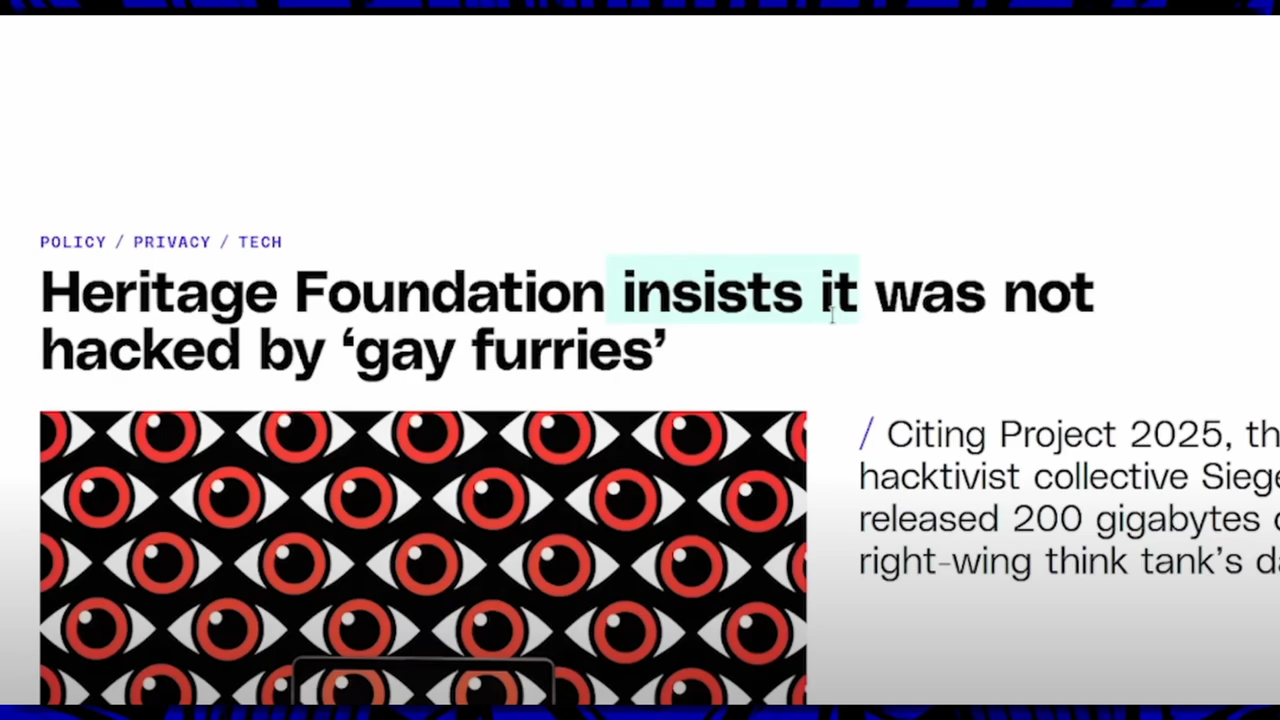 POLICY / PRIVACY / TECH
Heritage Foundation insists it was not
hacked by ‘gay furries’
/ Citing Project 2025, th
hacktivist collective Siege
released 200 gigabytes
right-wing think tank’s da